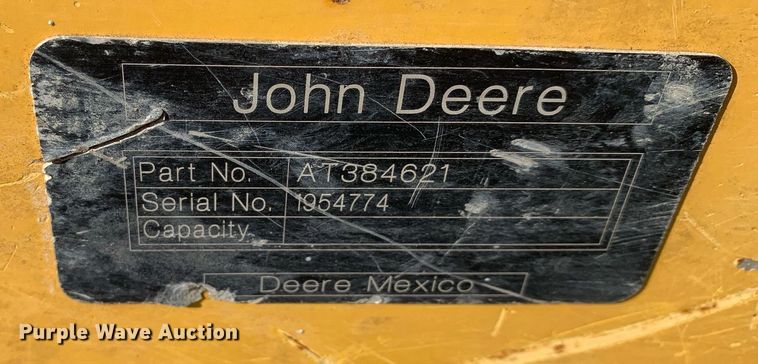 John Deere
Part No. AT384621
Serial No. 1954774
Capacity
Deere Mexico
Purple Wave Auction